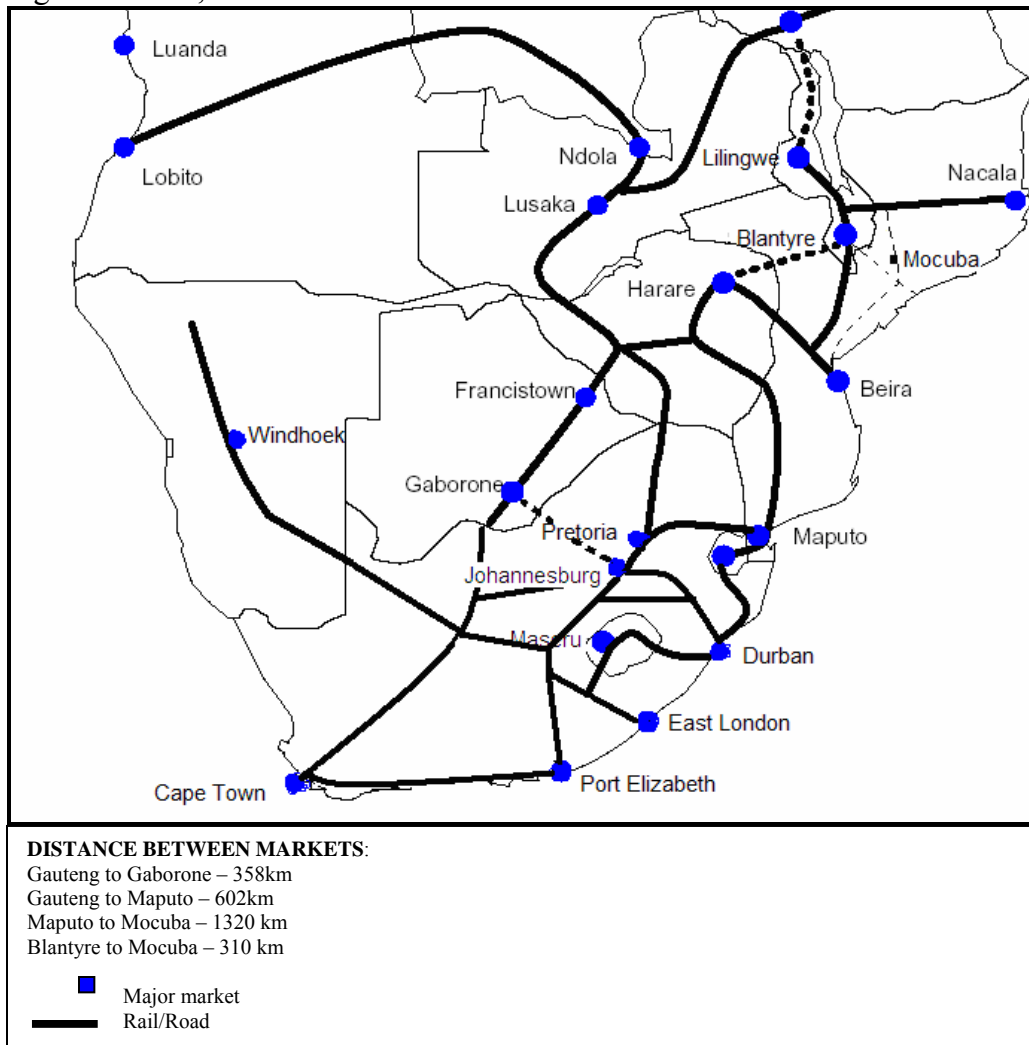 Luanda
Lobito
Ndola
Lilingwe
Nacala
Lusaka
Blantyre
Mocuba
Harare
Francistown
Beira
Windhoek
Gaborone
Pretoria
Maputo
Johannesburg
Maseru
Durban
East London
Port Elizabeth
Cape Town
DISTANCE BETWEEN MARKETS:
Gauteng to Gaborone – 358km
Gauteng to Maputo – 602km
Maputo to Mocuba – 1320 km
Blantyre to Mocuba – 310 km
Major market
Rail/Road